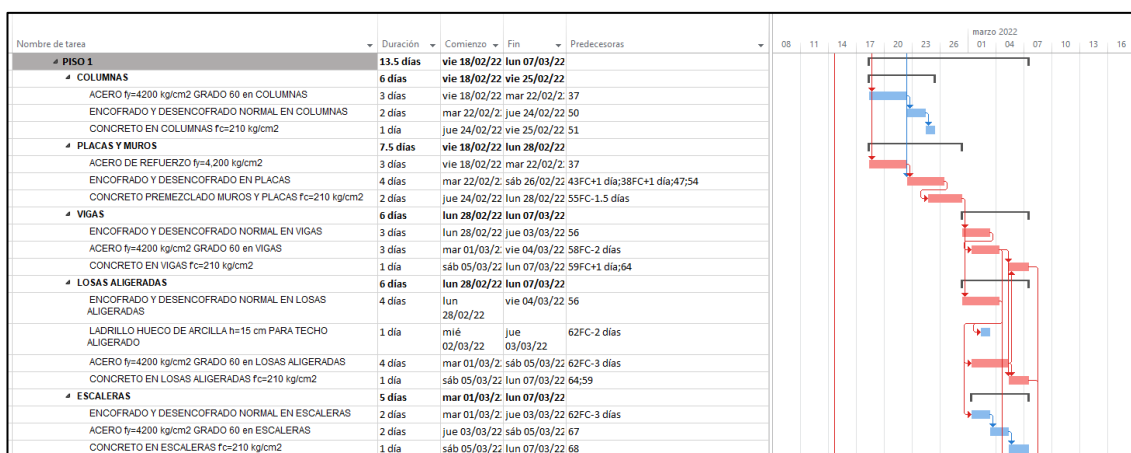 marzo 2022
Nombre de tarea Duración Comienzo Fin Predecesoras 08 11 14 17 20 23 26 01 04 07 10 13 16
PISO 1 13.5 días vie 18/02/22 lun 07/03/22
COLUMNAS 6 días vie 18/02/22 vie 25/02/22
ACERO fy=4200 kg/cm2 GRADO 60 en COLUMNAS 3 días vie 18/02/22 mar 22/02/2: 37
ENCOFRADO Y DESENCOFRADO NORMAL EN COLUMNAS 2 días mar 22/02/2: jue 24/02/22 50
CONCRETO EN COLUMNAS f'c=210 kg/cm2 1 día jue 24/02/22 vie 25/02/22 51
PLACAS Y MUROS 7.5 días vie 18/02/22 lun 28/02/22
ACERO DE REFUERZO fy=4,200 kg/cm2 3 días vie 18/02/22 mar 22/02/2: 37
ENCOFRADO Y DESENCOFRADO EN PLACAS 4 días mar 22/02/2: sáb 26/02/22 43FC+1 día;38FC+1 día;47;54
CONCRETO PREMEZCLADO MUROS Y PLACAS f'c=210 kg/cm2 2 días jue 24/02/22 lun 28/02/22 55FC-1.5 días
VIGAS 6 días lun 28/02/22 lun 07/03/22
ENCOFRADO Y DESENCOFRADO NORMAL EN VIGAS 3 días lun 28/02/22 jue 03/03/22 56
ACERO fy=4200 kg/cm2 GRADO 60 en VIGAS 3 días mar 01/03/2: vie 04/03/22 58FC-2 días
CONCRETO EN VIGAS f'c=210 kg/cm2 1 día sáb 05/03/22 lun 07/03/22 59FC+1 día;64
LOSAS ALIGERADAS 6 días lun 28/02/22 lun 07/03/22
ENCOFRADO Y DESENCOFRADO NORMAL EN LOSAS 4 días lun vie 04/03/22 56
ALIGERADAS 28/02/22
LADRILLO HUECO DE ARCILLA h=15 cm PARA TECHO 1 día mié jue 62FC-2 días
ALIGERADO 02/03/22 03/03/22
ACERO fy=4200 kg/cm2 GRADO 60 en LOSAS ALIGERADAS 4 días mar 01/03/2: sáb 05/03/22 62FC-3 días
CONCRETO EN LOSAS ALIGERADAS f'c=210 kg/cm2 1 día sáb 05/03/22 lun 07/03/22 64;59
ESCALERAS 5 días mar 01/03/2: lun 07/03/22
ENCOFRADO Y DESENCOFRADO NORMAL EN ESCALERAS 2 días mar 01/03/2: jue 03/03/22 62FC-3 días
ACERO fy=4200 kg/cm2 GRADO 60 en ESCALERAS 2 días jue 03/03/22 sáb 05/03/22 67
CONCRETO EN ESCALERAS f'c=210 kg/cm2 1 día sáb 05/03/22 lun 07/03/22 68